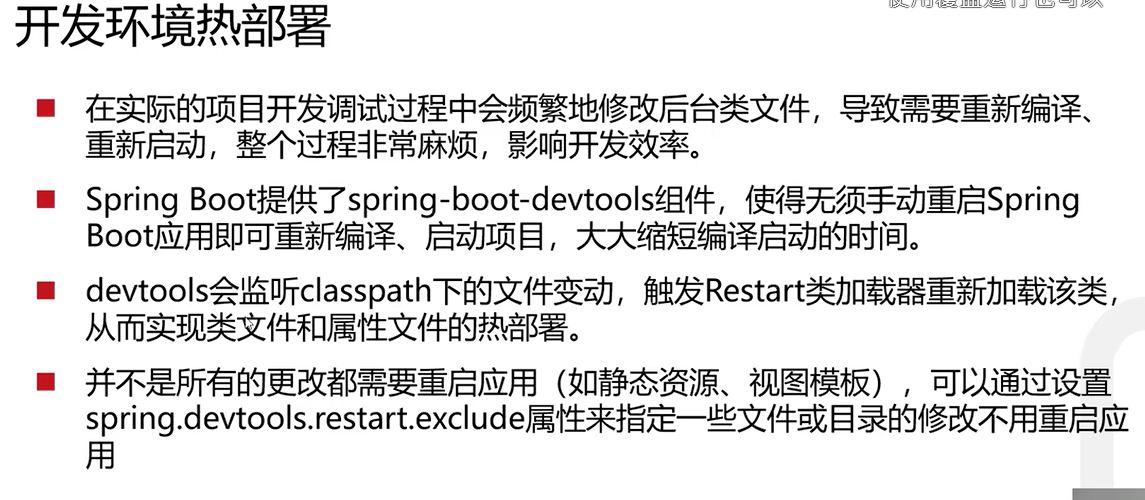 开发环境热部署
在实际的项目开发调试过程中会频繁地修改后台类文件，导致需要重新编译、
重新启动，整个过程非常麻烦，影响开发效率。
Spring Boot提供了spring-boot-devtools组件，使得无须手动重启Spring
Boot应用即可重新编译、启动项目，大大缩短编译启动的时间。
devtools会监听classpath下的文件变动，触发Restart类加载器重新加载该类，
从而实现类文件和属性文件的热部署。
并不是所有的更改都需要重启应用（如静态资源、视图模板），可以通过设置
spring.devtools.restart.exclude属性来指定一些文件或目录的修改不用重启应
用